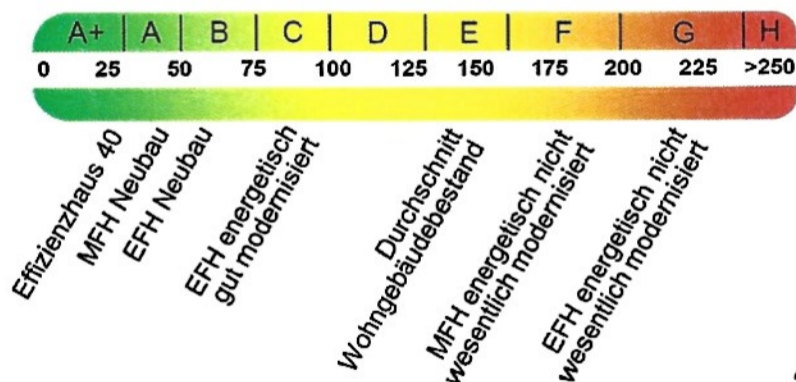 A+ A B C D E F G H
0 25 50 75 100 125 150 175 200 225 >250
Effizienzhaus 40
MFH Neubau
EFH Neubau
EFH energetisch
gut modernisiert
Durchschnitt
Wohngebäudebestand
MFH energetisch nicht
wesentlich modernisiert
EFH energetisch nicht
wesentlich modernisiert